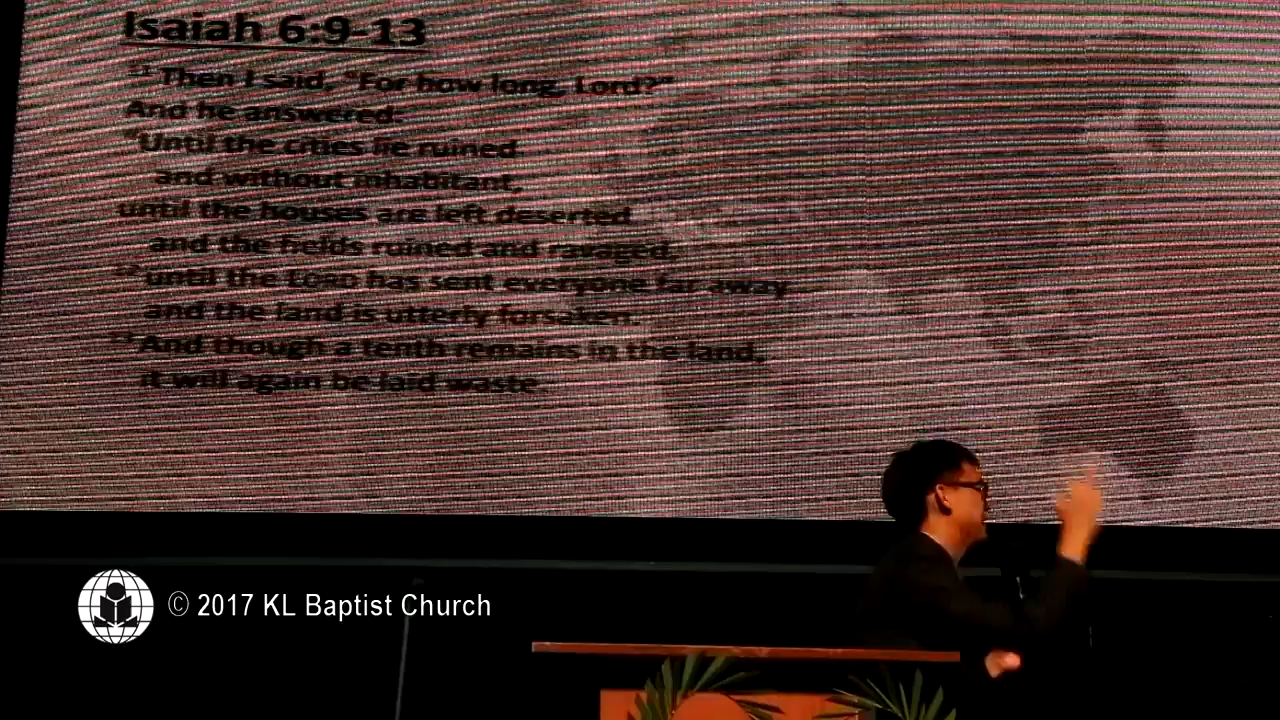 Isaiah 6:9-13
11 Then I said, "For how long, Lord?"
And he answered:
"Until the cities lie ruined
and without inhabitant,
until the houses are left deserted
and the fields ruined and ravaged,
12 until the LORD has sent everyone far away
and the land is utterly forsaken.
13 And though a tenth remains in the land,
it will again be laid waste.
© 2017 KL Baptist Church